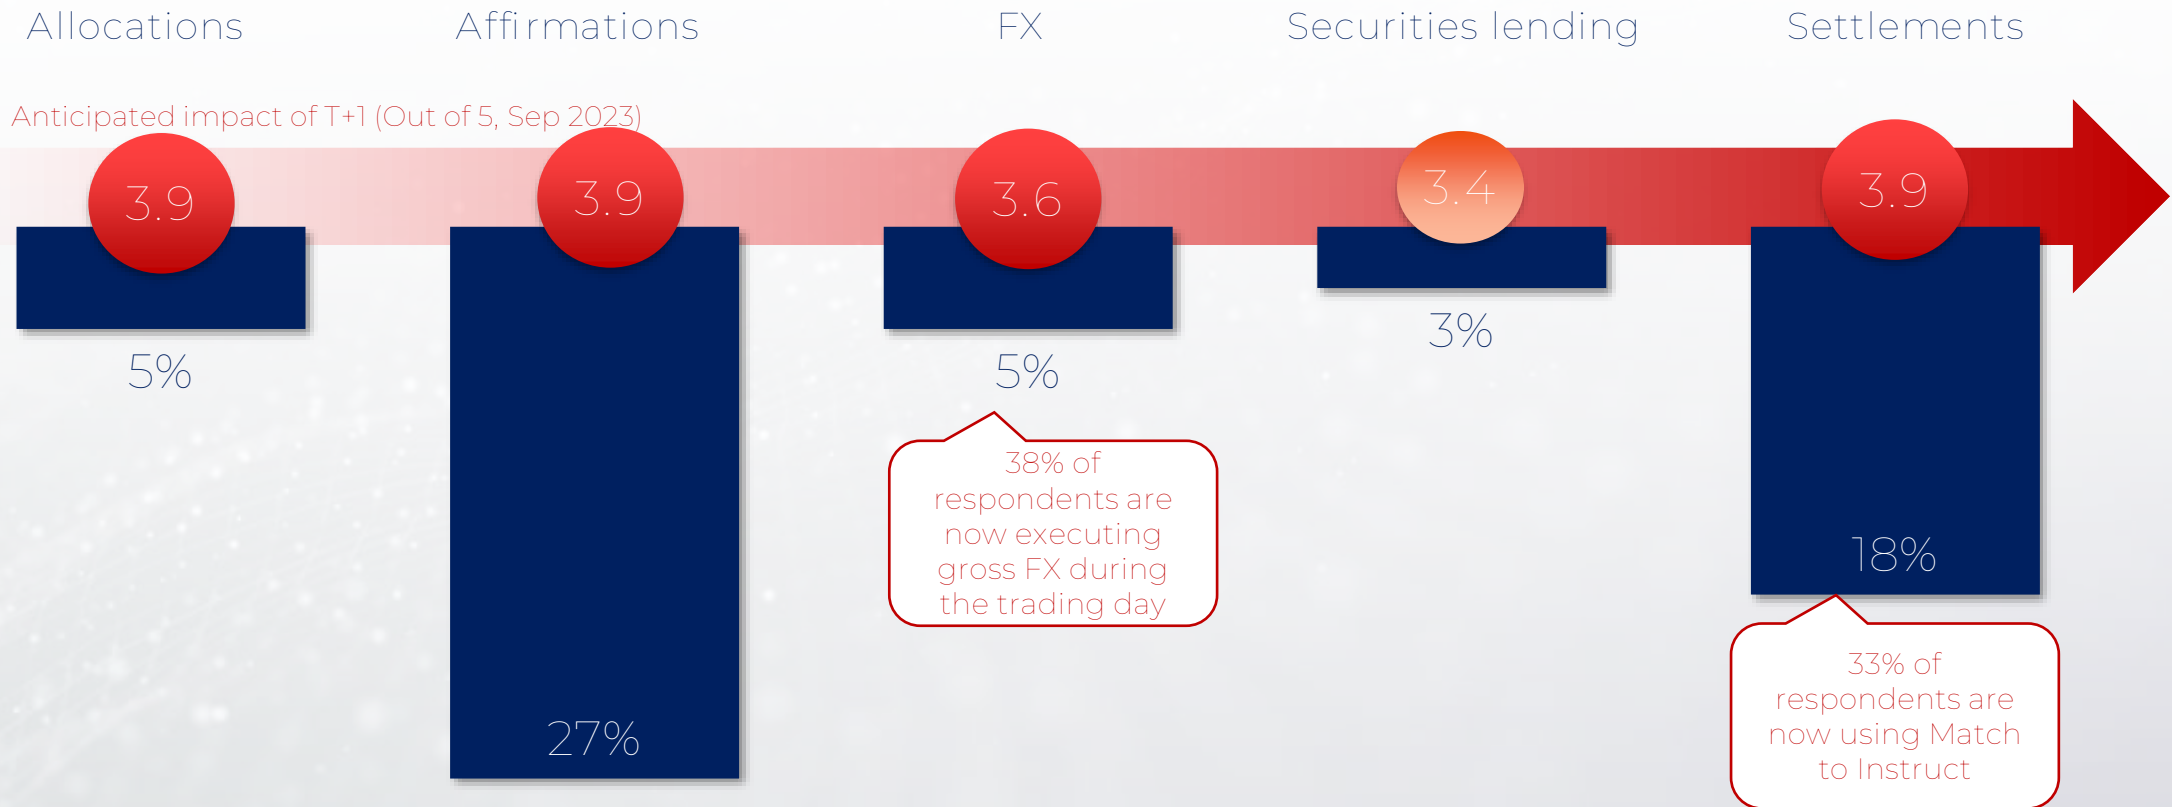 Allocations
Affirmations
FX
Securities lending
Settlements
Anticipated impact of T+1 (Out of 5, Sep 2023)
3.9
3.9
3.6
3.4
3.9
5%
27%
5%
3%
18%
38% of
respondents are
now executing
gross FX during
the trading day
33% of
respondents are
now using Match
to Instruct